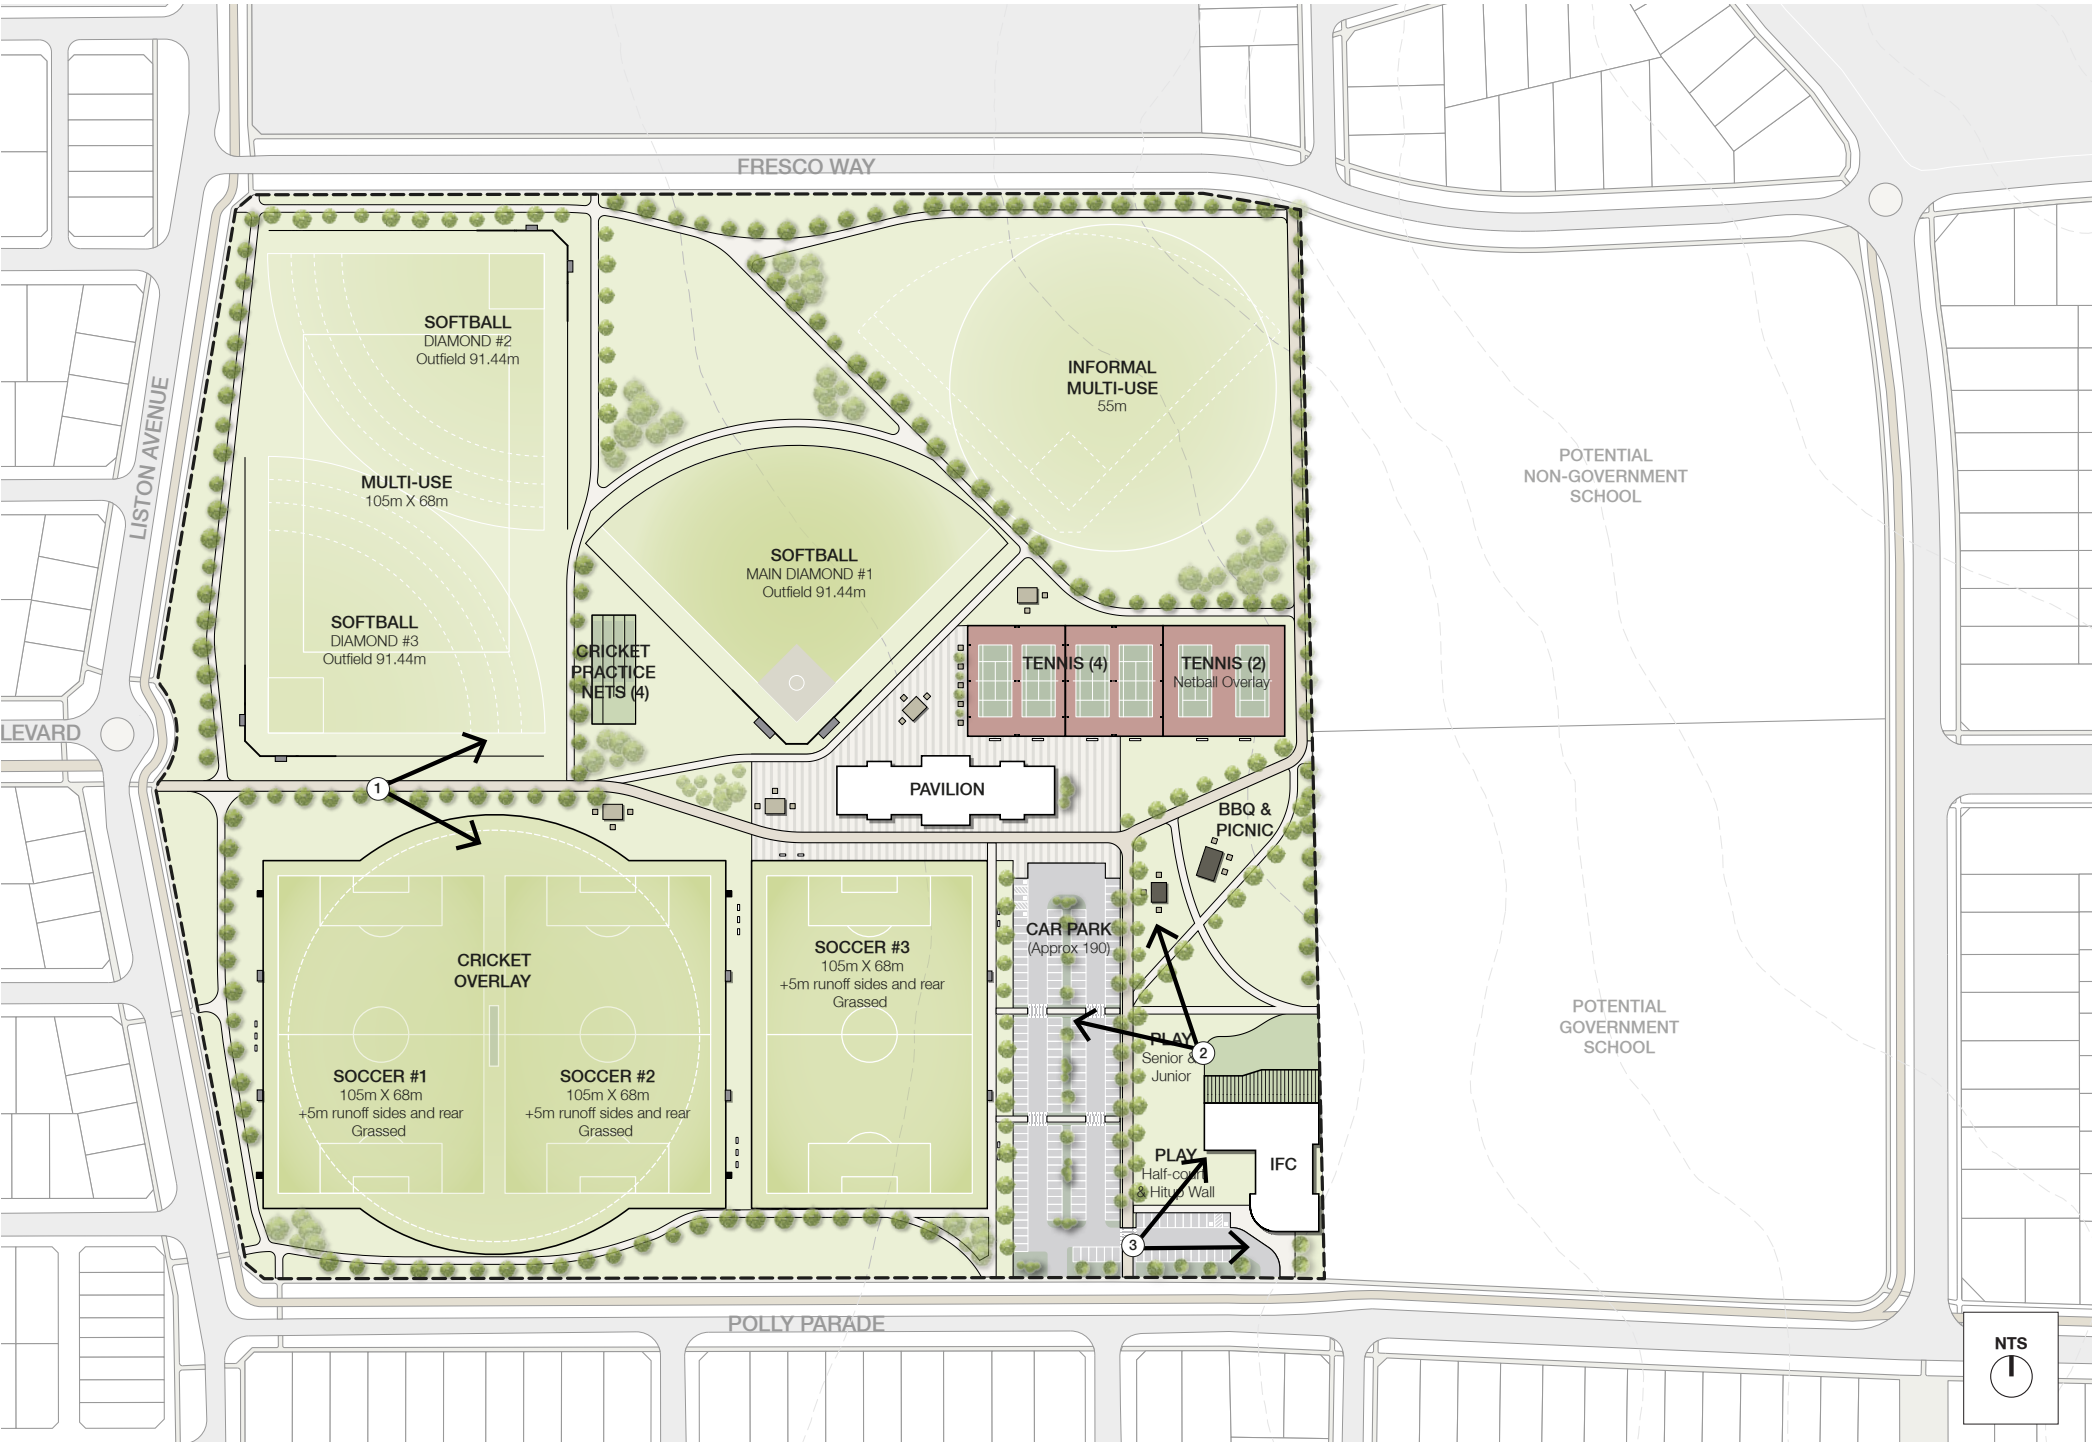 FRESCO WAY
LISTON AVENUE
LEVARD
SOFTBALL
DIAMOND #2
Outfield 91.44m
MULTI-USE
105m X 68m
SOFTBALL
DIAMOND #3
Outfield 91.44m
INFORMAL
MULTI-USE
55m
SOFTBALL
MAIN DIAMOND #1
Outfield 91.44m
CRICKET
PRACTICE
NETS (4)
TENNIS (4)
TENNIS (2)
Netball Overlay
POTENTIAL
NON-GOVERNMENT
SCHOOL
1
PAVILION
BBQ &
PICNIC
CRICKET
OVERLAY
SOCCER #3
105m X 68m
+5m runoff sides and rear
Grassed
CAR PARK
(Approx 190)
SOCCER #1
105m X 68m
+5m runoff sides and rear
Grassed
SOCCER #2
105m X 68m
+5m runoff sides and rear
Grassed
PLAY
Senior &
Junior
2
POTENTIAL
GOVERNMENT
SCHOOL
PLAY
Half-court
& Hitup Wall
IFC
3
POLLY PARADE
NTS